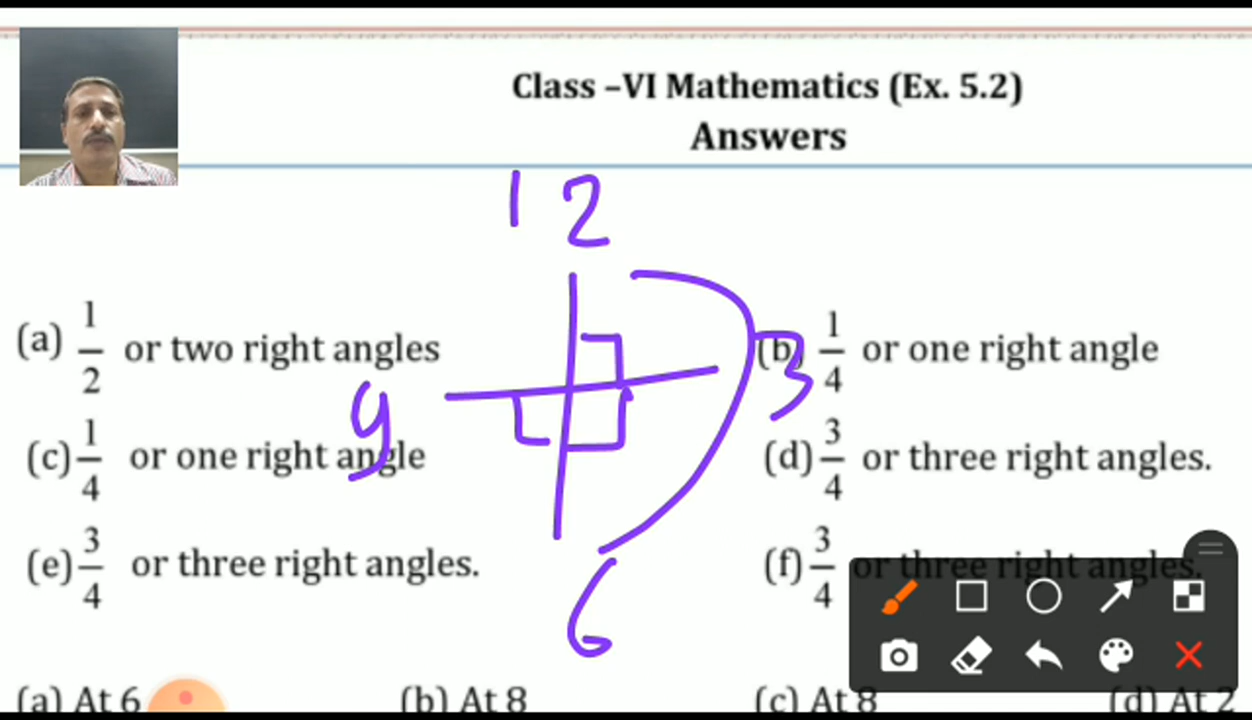 Class –VI Mathematics (Ex. 5.2)
Answers
12
(a) 1/2 or two right angles
(b) 1/4 or one right angle
9
3
(c) 1/4 or one right angle
(d) 3/4 or three right angles.
(e) 3/4 or three right angles.
(f) 3/4 or three right angles.
6
(a) At 6
(b) At 8
(c) At 8
(d) At 2